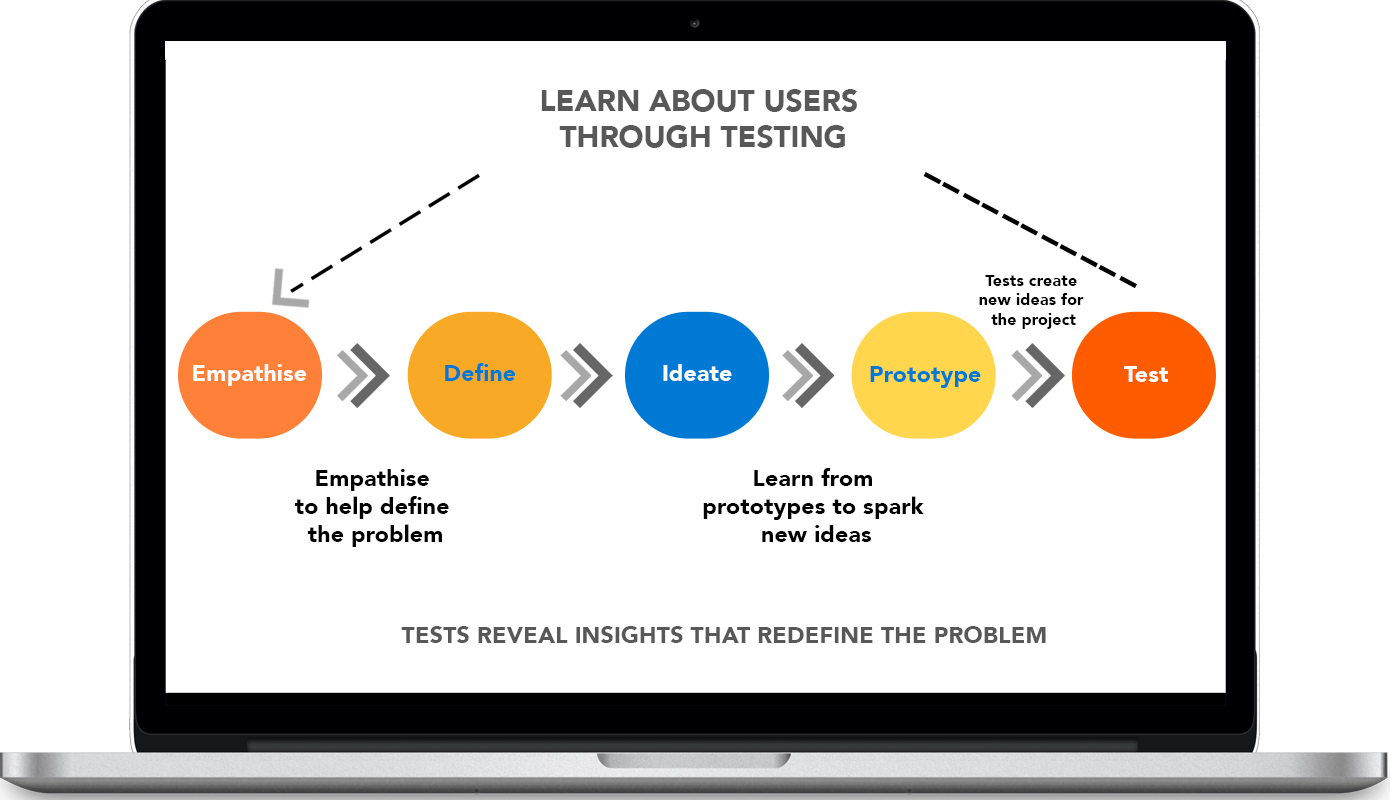 LEARN ABOUT USERS
THROUGH TESTING
Tests create
new ideas for
the project
Empathise
Define
Ideate
Prototype
Test
Empathise
to help define
the problem
Learn from
prototypes to spark
new ideas
TESTS REVEAL INSIGHTS THAT REDEFINE THE PROBLEM